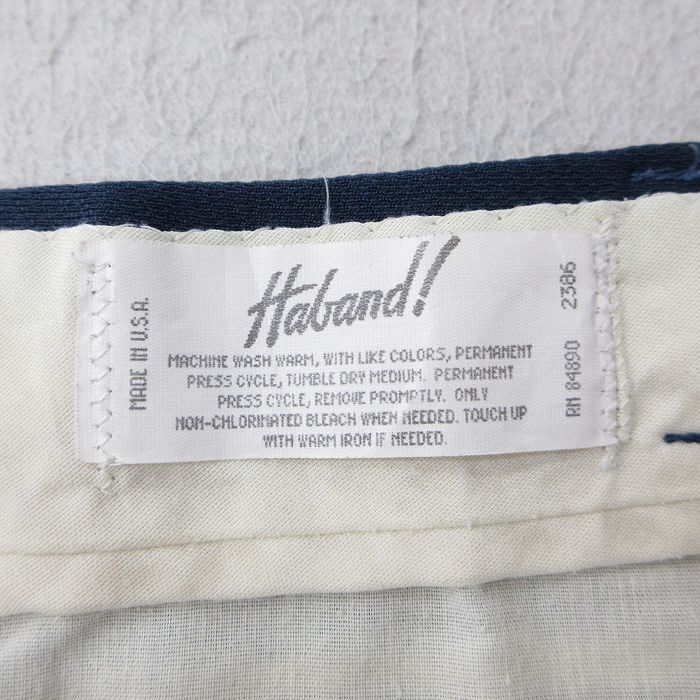 MADE IN U.S.A.
Haband!
MACHINE WASH WARM, WITH LIKE COLORS, PERMANENT
PRESS CYCLE, TUMBLE DRY MEDIUM. PERMANENT
PRESS CYCLE, REMOVE PROMPTLY. ONLY
NON-CHLORINATED BLEACH WHEN NEEDED. TOUCH UP
WITH WARM IRON IF NEEDED.
RN 84890 2386